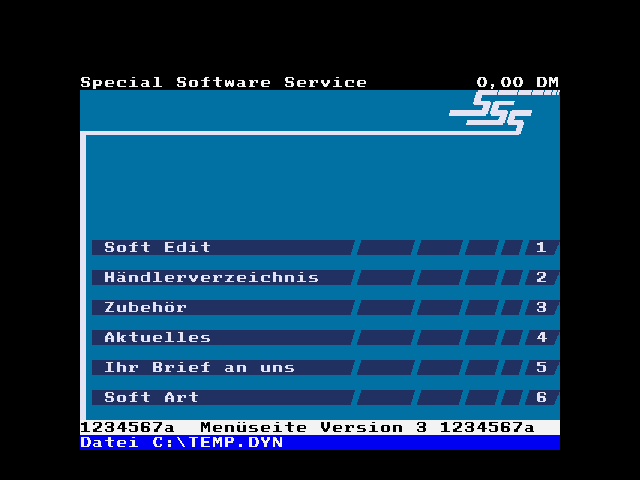 Special Software Service 0,00 DM
SSS
Soft Edit 1
Händlerverzeichnis 2
Zubehör 3
Aktuelles 4
Ihr Brief an uns 5
Soft Art 6
1234567a Menüseite Version 3 1234567a
Datei C:\TEMP.DYN